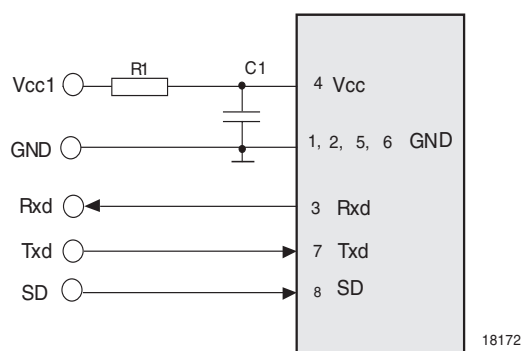 R1 C1
Vcc1 4 Vcc
GND 1, 2, 5, 6 GND
Rxd 3 Rxd
Txd 7 Txd
SD 8 SD
18172